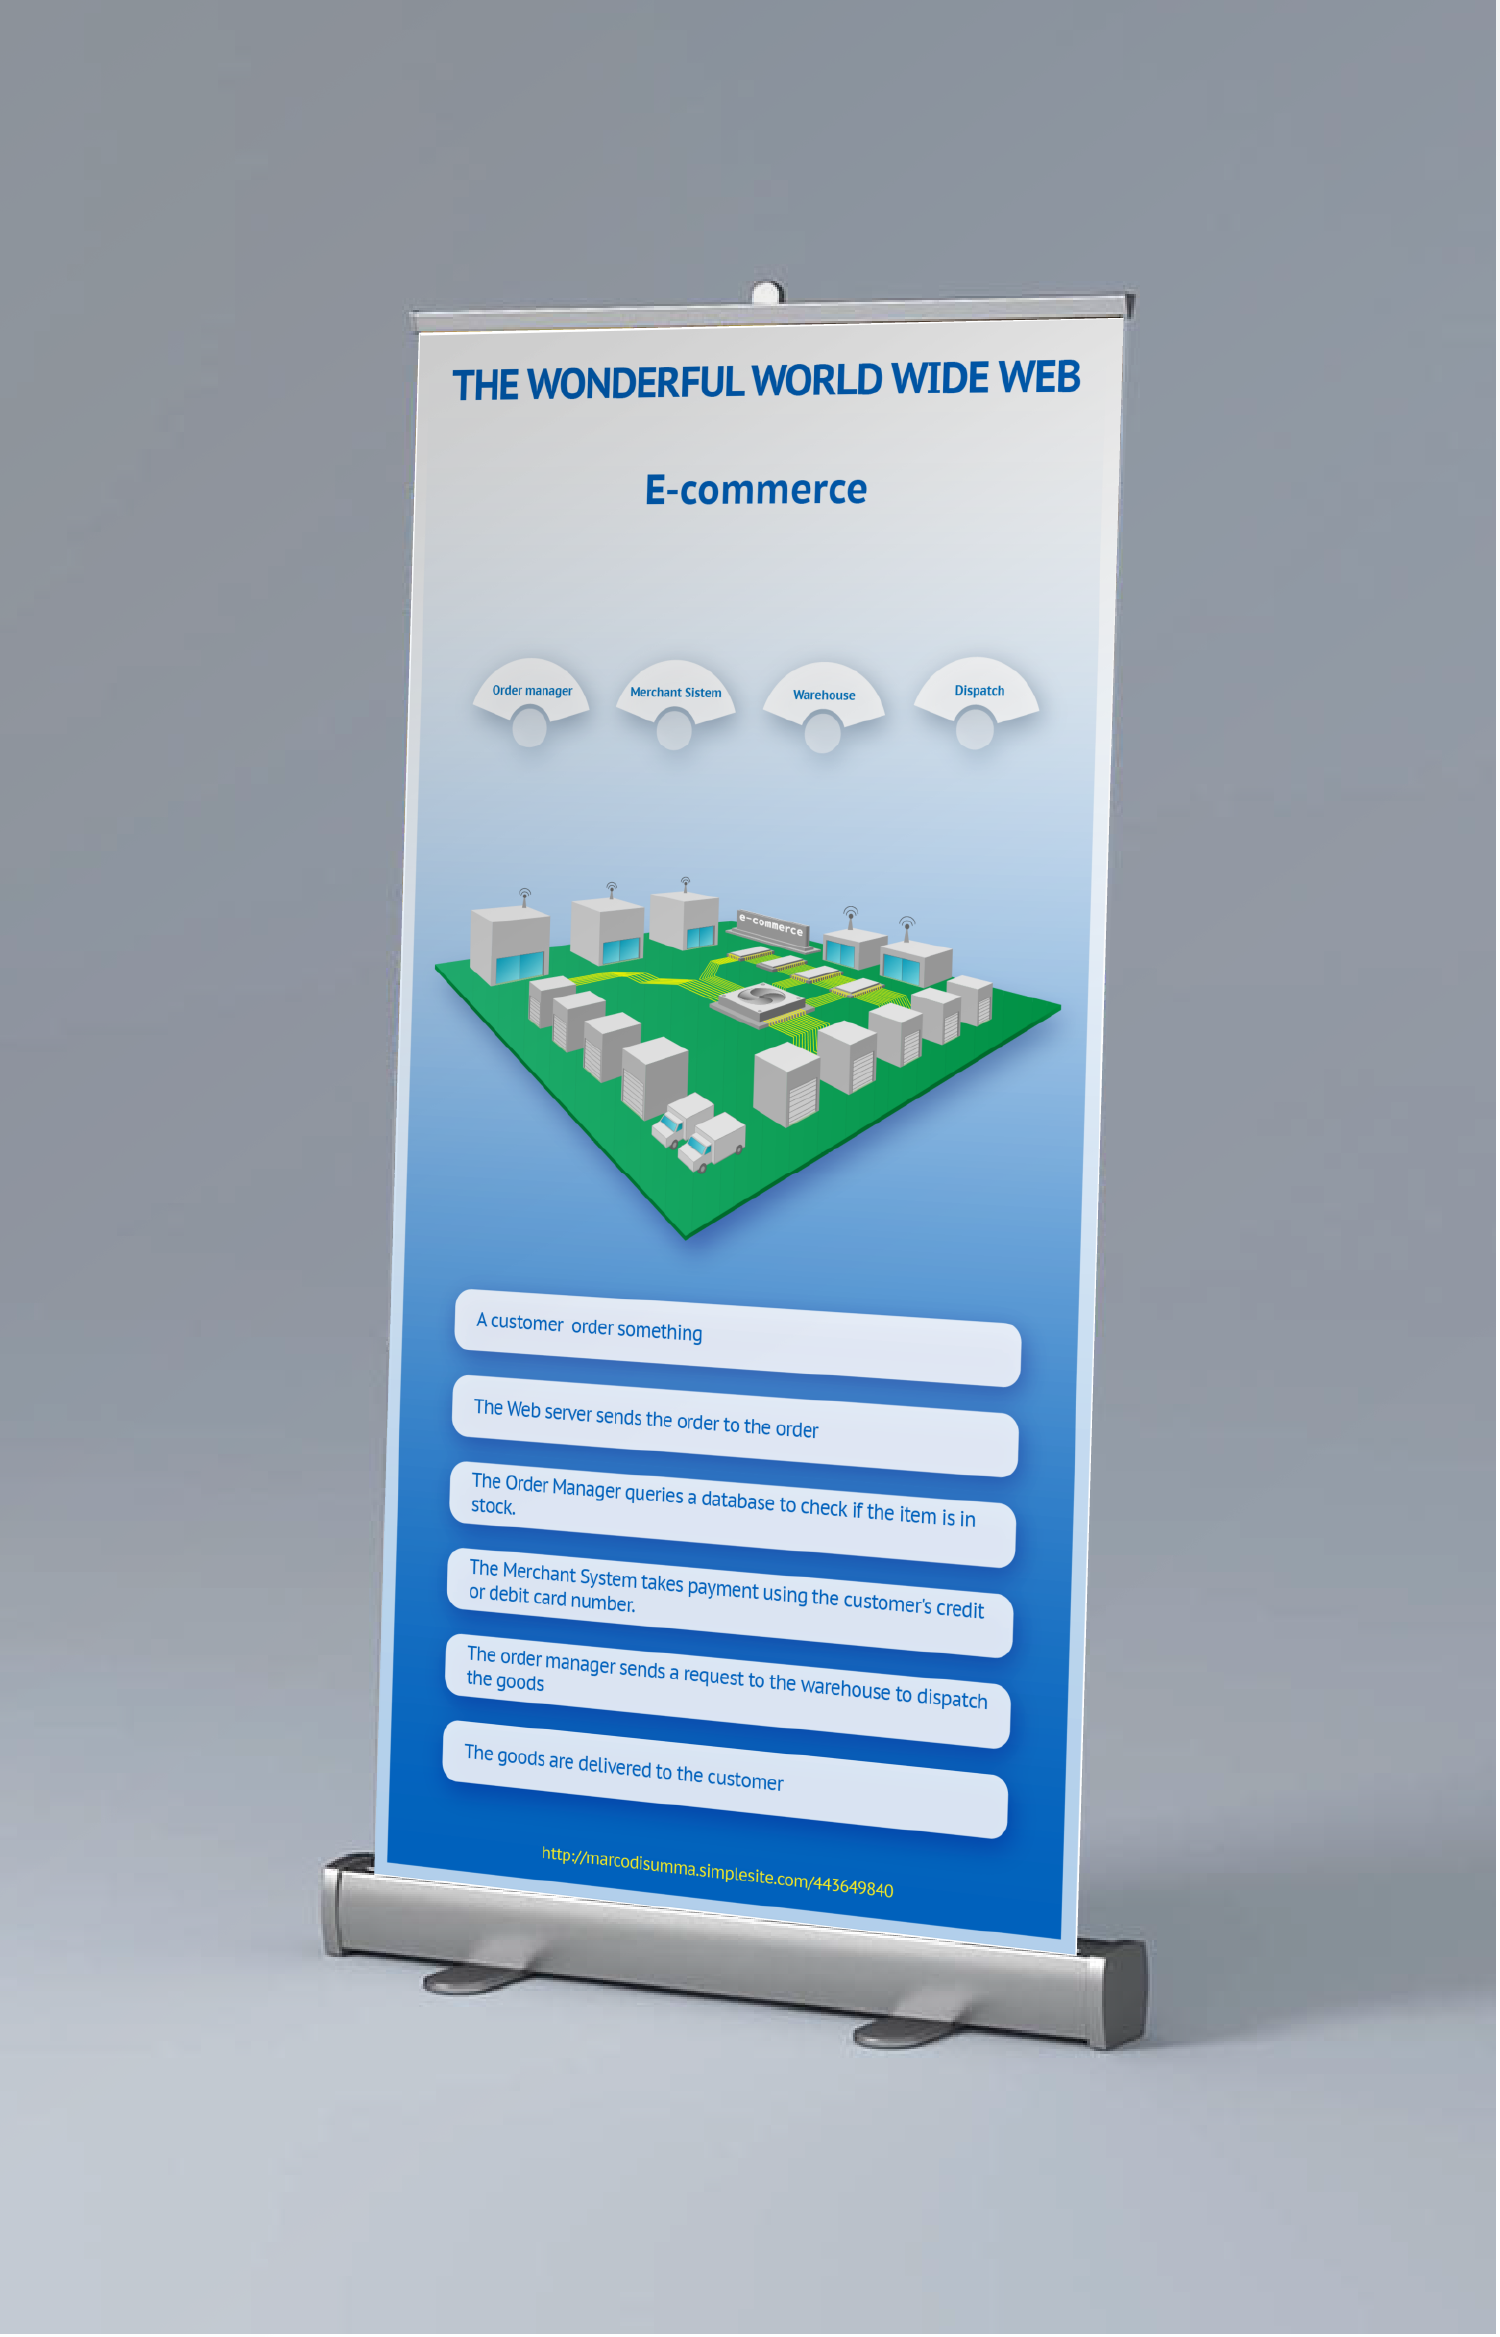 THE WONDERFUL WORLD WIDE WEB
E-commerce
Order manager
Merchant Sistem
Warehouse
Dispatch
e-commerce
A customer order something
The Web server sends the order to the order
The Order Manager queries a database to check if the item is in
stock.
The Merchant System takes payment using the customer's credit
or debit card number.
The order manager sends a request to the warehouse to dispatch
the goods
The goods are delivered to the customer
http://marcodisumma.simplesite.com/443649840